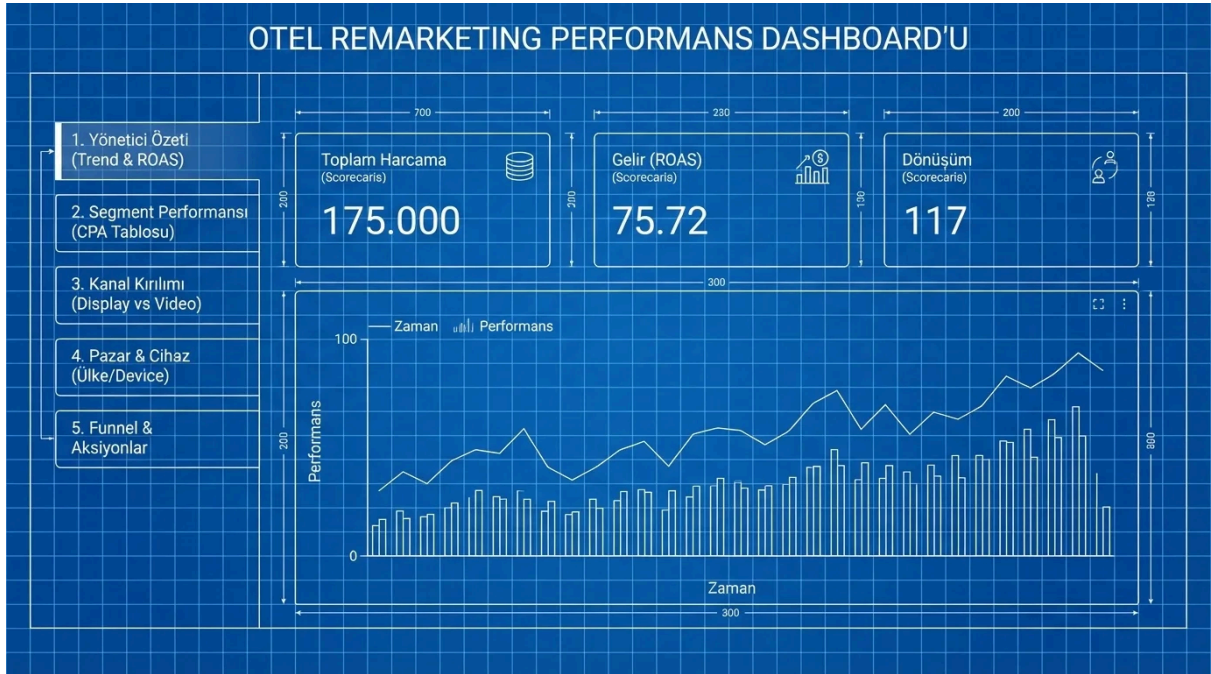 OTEL REMARKETING PERFORMANS DASHBOARD'U
1. Yönetici Özeti
(Trend & ROAS)
2. Segment Performansı
(CPA Tablosu)
3. Kanal Kırılımı
(Display vs Video)
4. Pazar & Cihaz
(Ülke/Device)
5. Funnel &
Aksiyonlar
700
200
Toplam Harcama
(Scorecaris)
175.000
200
230
Gelir (ROAS)
(Scorecaris)
$
75.72
190
200
Dönüşüm
(Scorecaris)
117
128
300
200
Zaman
Performans
100
0
Performans
Zaman
800
300